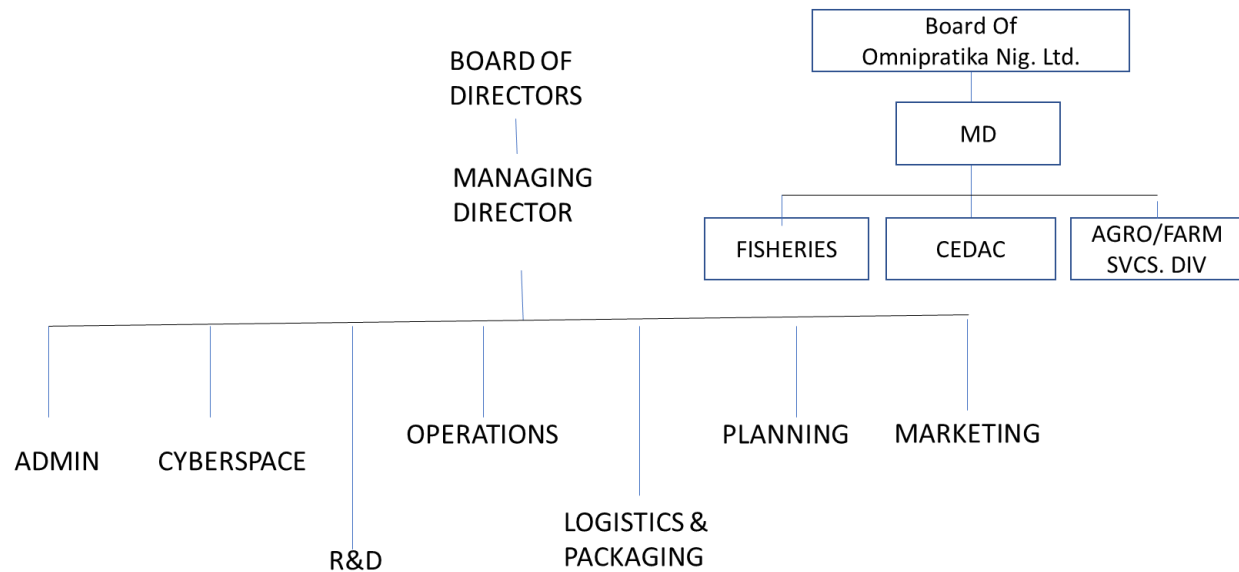 BOARD OF
DIRECTORS
MANAGING
DIRECTOR
Board Of
Omnipratika Nig. Ltd.
MD
FISHERIES
CEDAC
AGRO/FARM
SVCS. DIV
ADMIN
CYBERSPACE
R&D
OPERATIONS
LOGISTICS &
PACKAGING
PLANNING
MARKETING